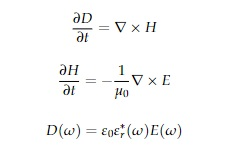 ∂D/∂t = ∇ × H
∂H/∂t = −1/μ₀ ∇ × E
D(ω) = ε₀ε*ᵣ(ω)E(ω)